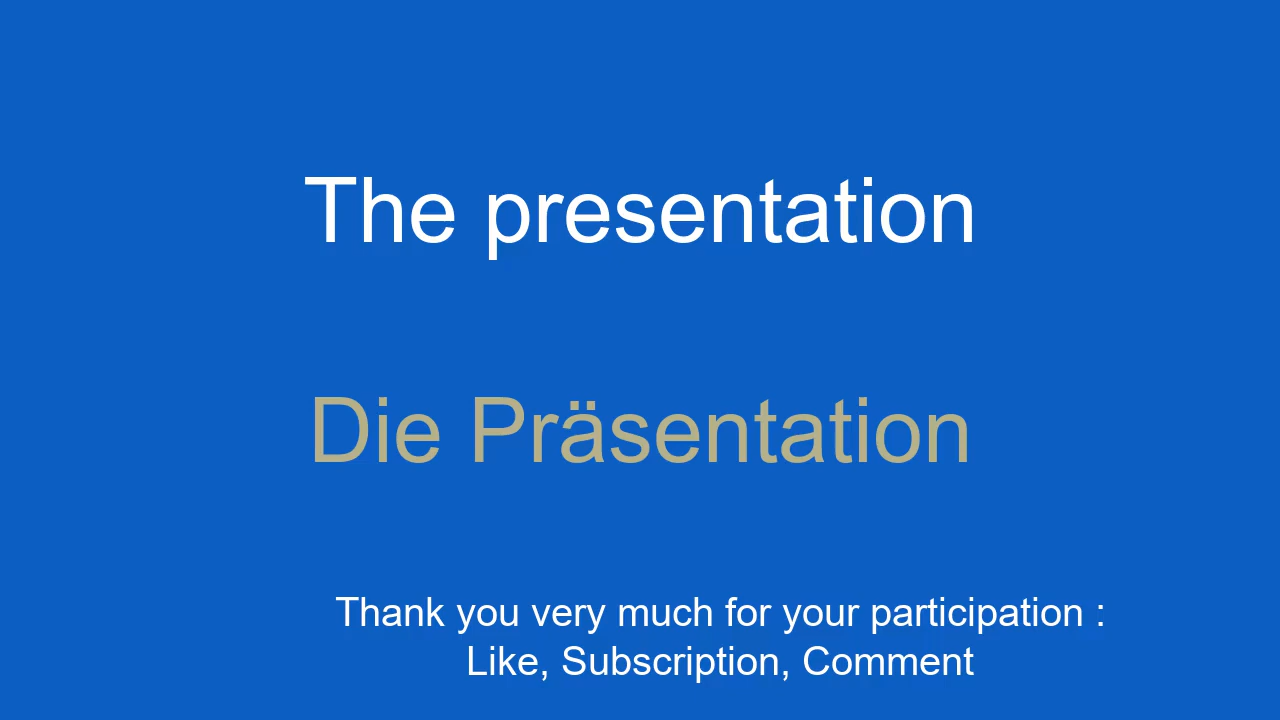 The presentation
Die Präsentation
Thank you very much for your participation :
Like, Subscription, Comment